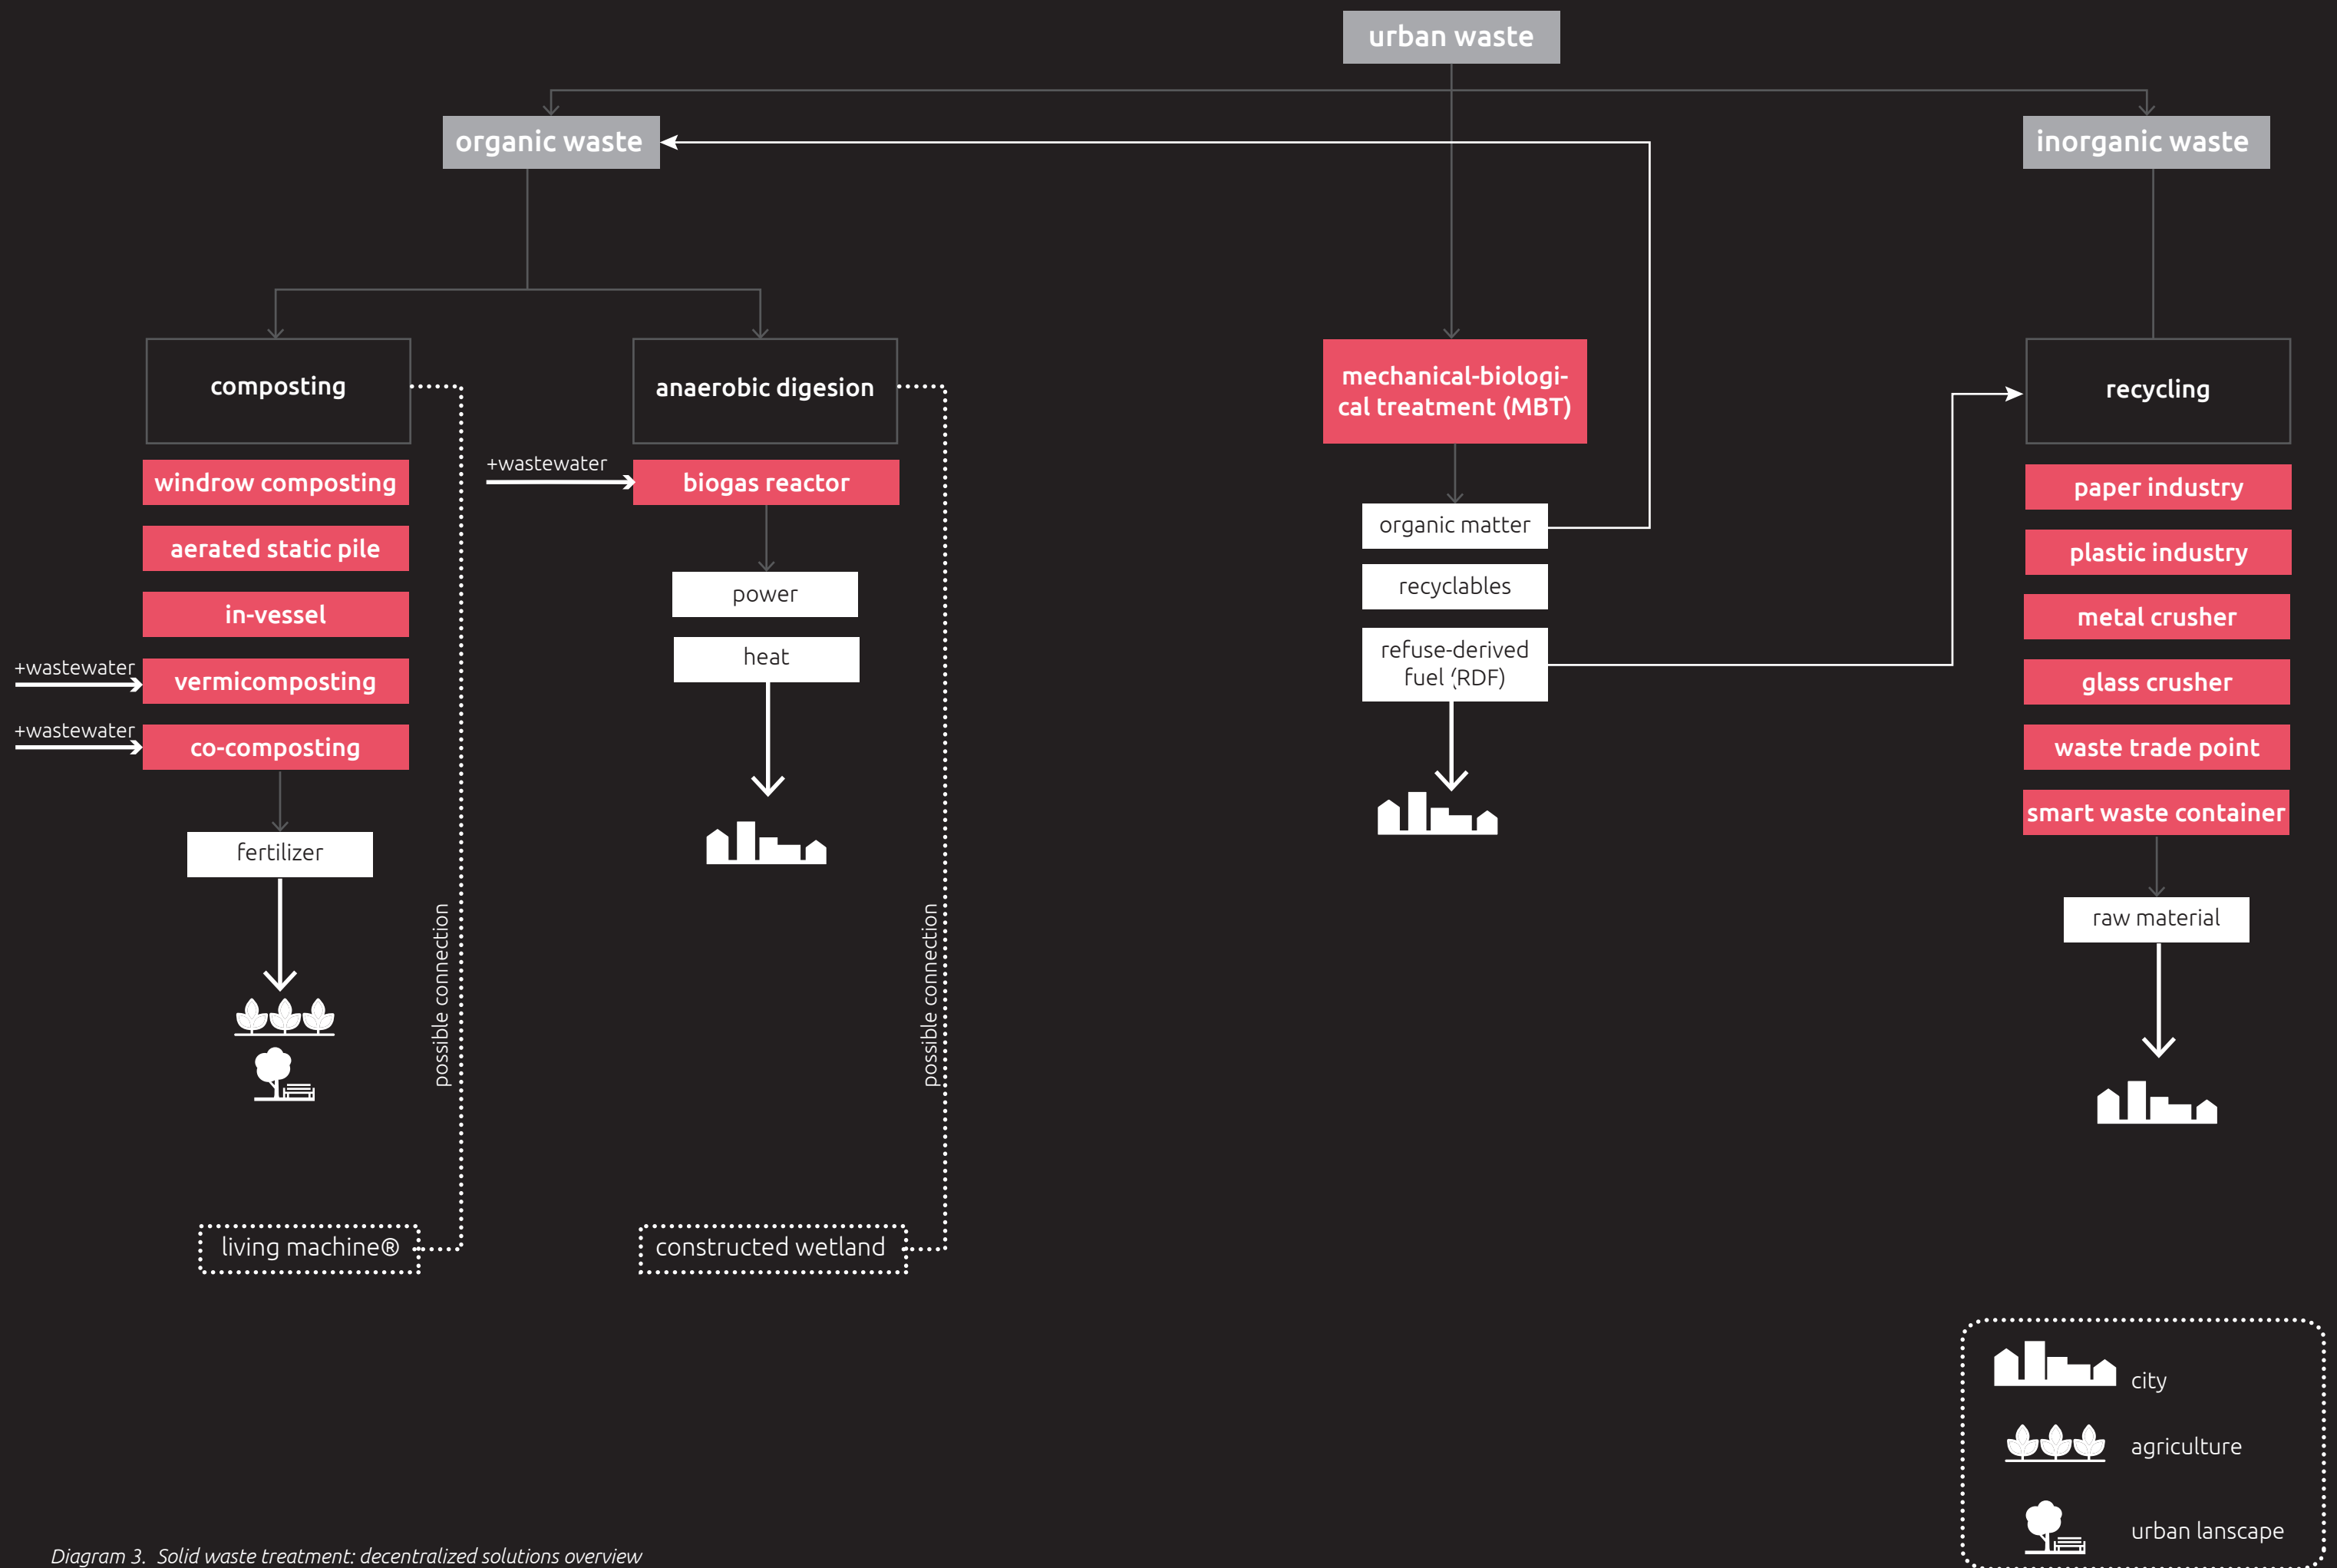 urban waste
organic waste
inorganic waste
composting
windrow composting
aerated static pile
in-vessel
+wastewater
vermicomposting
+wastewater
co-composting
fertilizer
possible connection
living machine®
anaerobic digesion
+wastewater
biogas reactor
power
heat
possible connection
constructed wetland
mechanical-biologi-
cal treatment (MBT)
organic matter
recyclables
refuse-derived
fuel (RDF)
recycling
paper industry
plastic industry
metal crusher
glass crusher
waste trade point
smart waste container
raw material
city
agriculture
urban lanscape
Diagram 3. Solid waste treatment: decentralized solutions overview